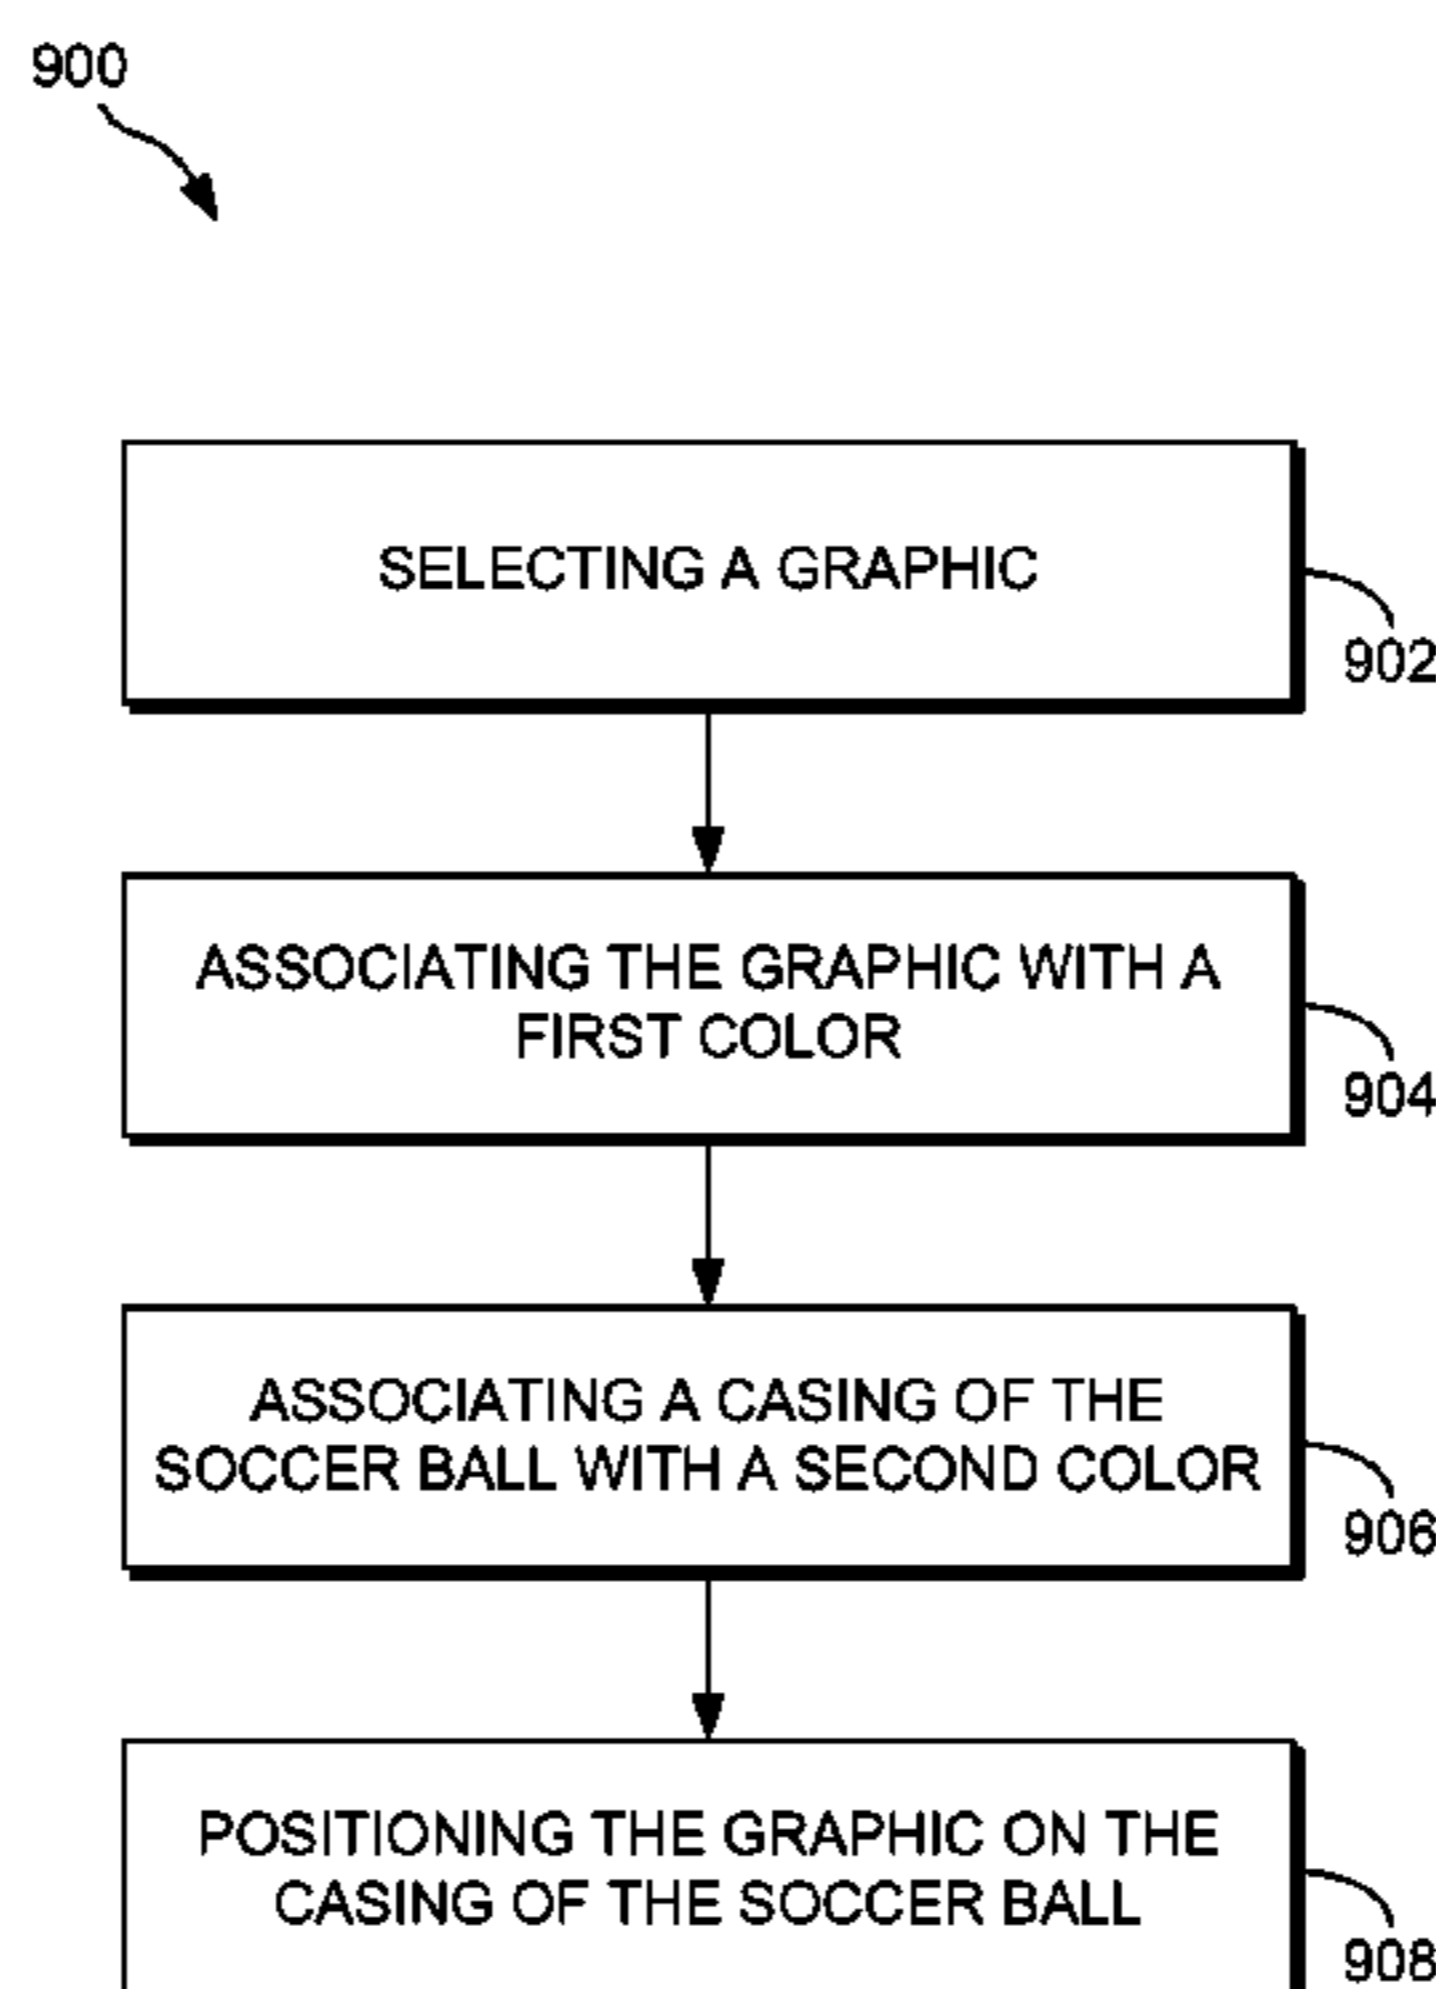 900
SELECTING A GRAPHIC
902
ASSOCIATING THE GRAPHIC WITH A
FIRST COLOR
904
ASSOCIATING A CASING OF THE
SOCCER BALL WITH A SECOND COLOR
906
POSITIONING THE GRAPHIC ON THE
CASING OF THE SOCCER BALL
908